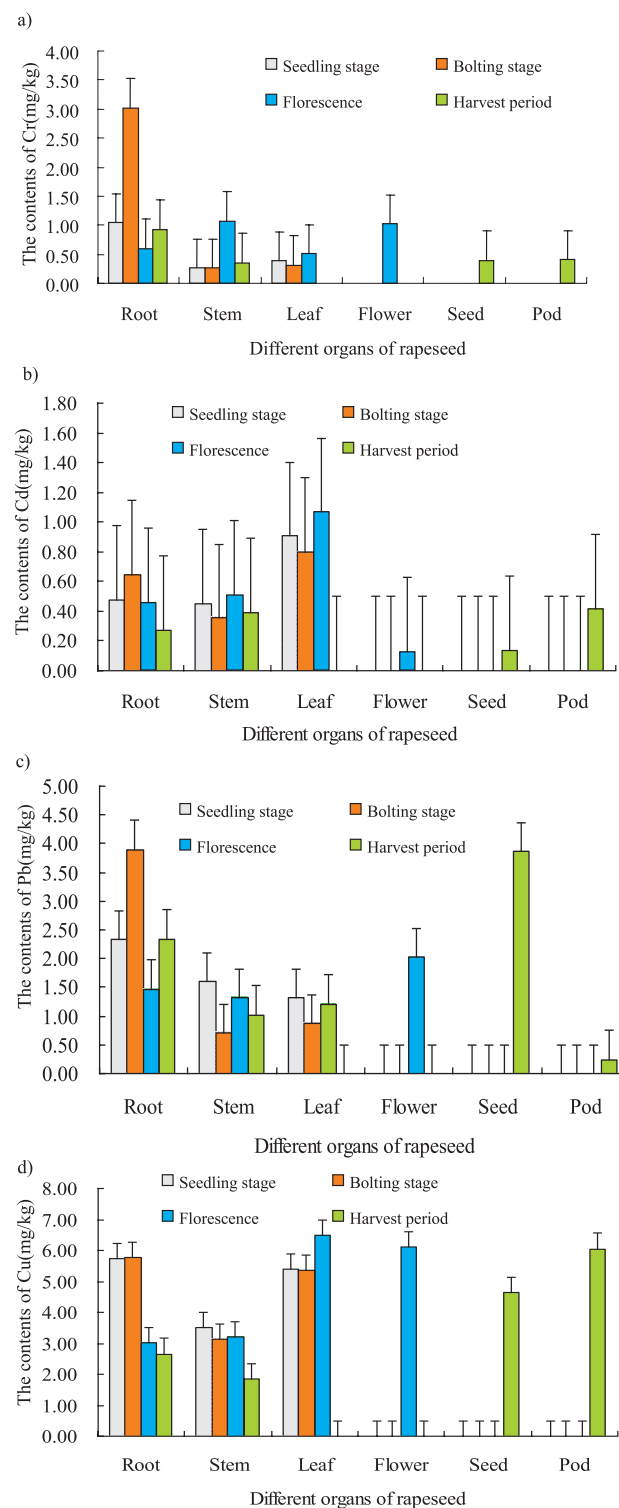 a)
The contents of Cr(mg/kg)
4.00
3.50
3.00
2.50
2.00
1.50
1.00
0.50
0.00
Seedling stage
Bolting stage
Florescence
Harvest period
Root Stem Leaf Flower Seed Pod
Different organs of rapeseed
b)
The contents of Cd(mg/kg)
1.80
1.60
1.40
1.20
0.80
0.60
0.40
0.20
0.00
Seedling stage
Bolting stage
Florescence
Harvest period
Root Stem Leaf Flower Seed Pod
Different organs of rapeseed
c)
The contents of Pb(mg/kg)
5.00
4.50
4.00
3.50
2.50
2.00
1.50
1.00
0.50
0.00
Seedling stage
Bolting stage
Florescence
Harvest period
Root Stem Leaf Flower Seed Pod
Different organs of rapeseed
d)
The contents of Cu(mg/kg)
8.00
7.00
6.00
5.00
4.00
3.00
2.00
1.00
0.00
Seedling stage
Bolting stage
Florescence
Harvest period
Root Stem Leaf Flower Seed Pod
Different organs of rapeseed